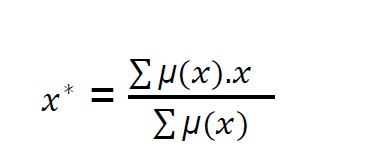 x* = ∑ μ(x).x / ∑ μ(x)